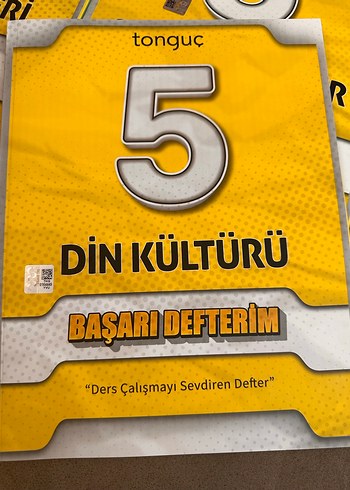 tonguç
5
DİN KÜLTÜRÜ
BAŞARI DEFTERİM
“Ders Çalışmayı Sevdiren Defter”